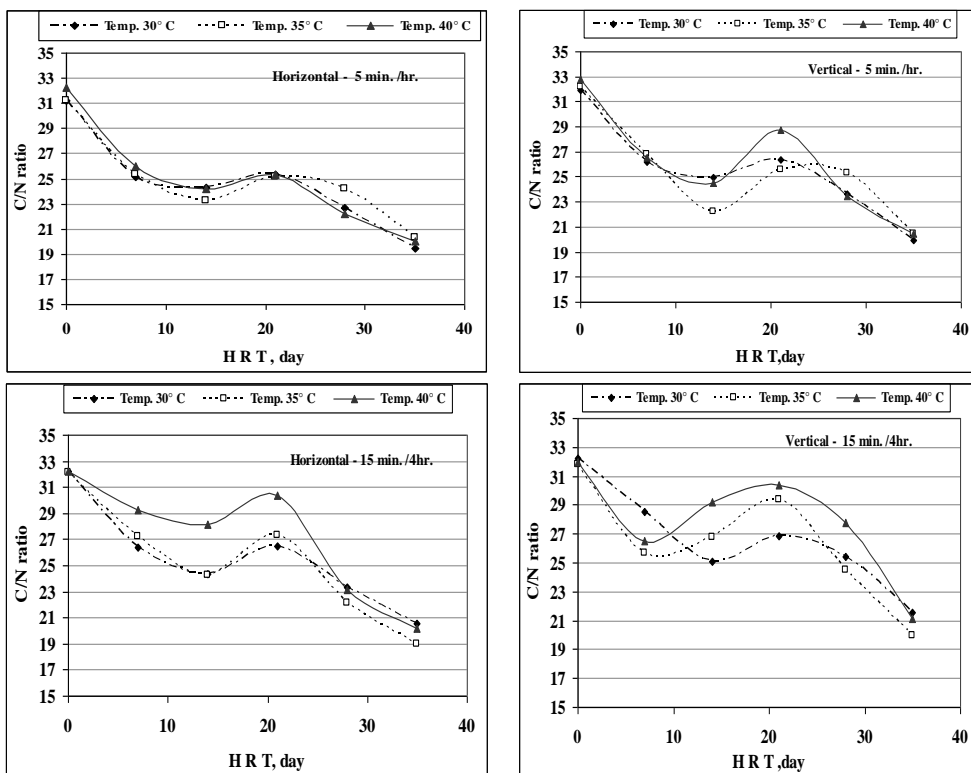 Temp. 30° C Temp. 35° C Temp. 40° C
Horizontal - 5 min. /hr.
C/N ratio
35
33
31
29
27
25
23
21
19
17
15
0 10 20 30 40
H R T , day
Temp. 30° C Temp. 35° C Temp. 40° C
Vertical - 5 min. /hr.
C/N ratio
35
33
31
29
27
25
23
21
19
17
15
0 10 20 30 40
H R T,day
Temp. 30° C Temp. 35° C Temp. 40° C
Horizontal - 15 min. /4hr.
C/N ratio
35
33
31
29
27
25
23
21
19
17
15
0 10 20 30 40
H R T, day
Temp. 30° C Temp. 35° C Temp. 40° C
Vertical - 15 min. /4hr.
C/N ratio
35
33
31
29
27
25
23
21
19
17
15
0 10 20 30 40
H R T,day